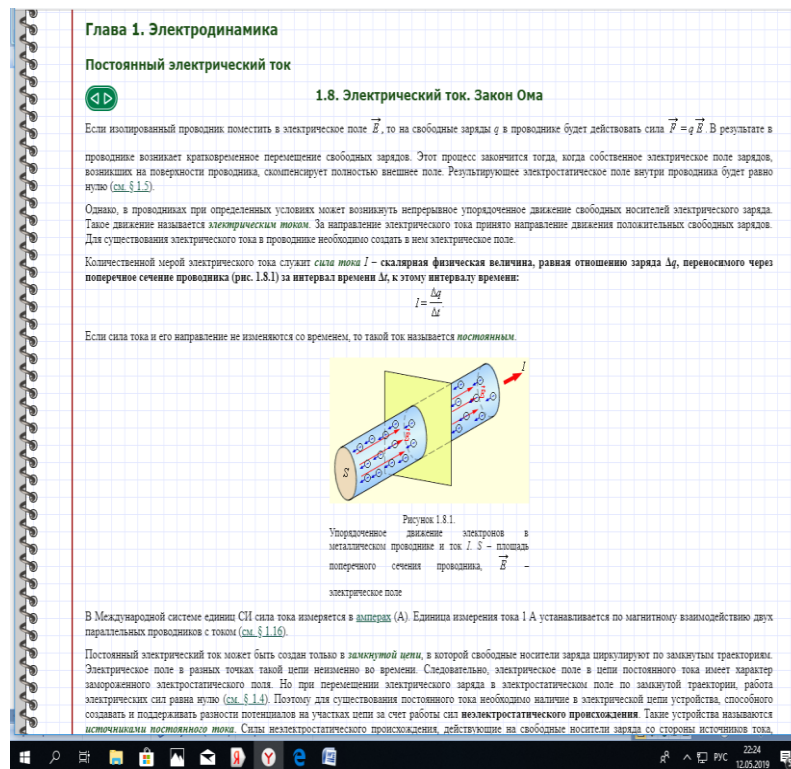 Глава 1. Электродинамика
Постоянный электрический ток
1.8. Электрический ток. Закон Ома
Если изолированный проводник поместить в электрическое поле E, то на свободные заряды q в проводнике будет действовать сила F = q E. В результате в
проводнике возникает кратковременное перемещение свободных зарядов. Этот процесс закончится тогда, когда собственное электрическое поле зарядов,
возникших на поверхности проводника, скомпенсирует полностью внешнее поле. Результирующее электростатическое поле внутри проводника будет равно
нулю (см. § 1.5).
Однако, в проводниках при определенных условиях может возникнуть непрерывное упорядоченное движение свободных носителей электрического заряда.
Такое движение называется электрическим током. За направление электрического тока принято направление движения положительных свободных зарядов.
Для существования электрического тока в проводнике необходимо создать в нем электрическое поле.
Количественной мерой электрического тока служит сила тока I – скалярная физическая величина, равная отношению заряда Δq, переносимого через
поперечное сечение проводника (рис. 1.8.1) за интервал времени Δt, к этому интервалу времени:
I = Δq/Δt.
Если сила тока и его направление не изменяются со временем, то такой ток называется постоянным.
I
S
Рисунок 1.8.1.
Упорядоченное движение электронов в
металлическом проводнике и ток I. S – площадь
поперечного сечения проводника, E –
электрическое поле
В Международной системе единиц СИ сила тока измеряется в амперах (А). Единица измерения тока 1 А устанавливается по магнитному взаимодействию двух
параллельных проводников с током (см. § 1.16).
Постоянный электрический ток может быть создан только в замкнутой цепи, в которой свободные носители заряда циркулируют по замкнутым траекториям.
Электрическое поле в разных точках такой цепи неизменно во времени. Следовательно, электрическое поле в цепи постоянного тока имеет характер
замороженного электростатического поля. Но при перемещении электрического заряда в электростатическом поле по замкнутой траектории, работа
электрических сил равна нулю (см. § 1.4). Поэтому для существования постоянного тока необходимо наличие в электрической цепи устройства, способного
создавать и поддерживать разности потенциалов на участках цепи за счет работы сил неэлектростатического происхождения. Такие устройства называются
источниками постоянного тока. Силы неэлектростатического происхождения, действующие на свободные носители заряда со стороны источников тока,
РУС
22:24
12.05.2019